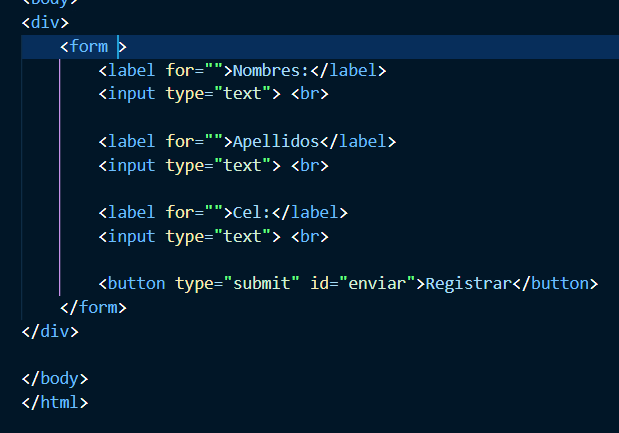 <body>
<div>
<form >
<label for="">Nombres:</label>
<input type="text"> <br>
<label for="">Apellidos</label>
<input type="text"> <br>
<label for="">Cel:</label>
<input type="text"> <br>
<button type="submit" id="enviar">Registrar</button>
</form>
</div>
</body>
</html>